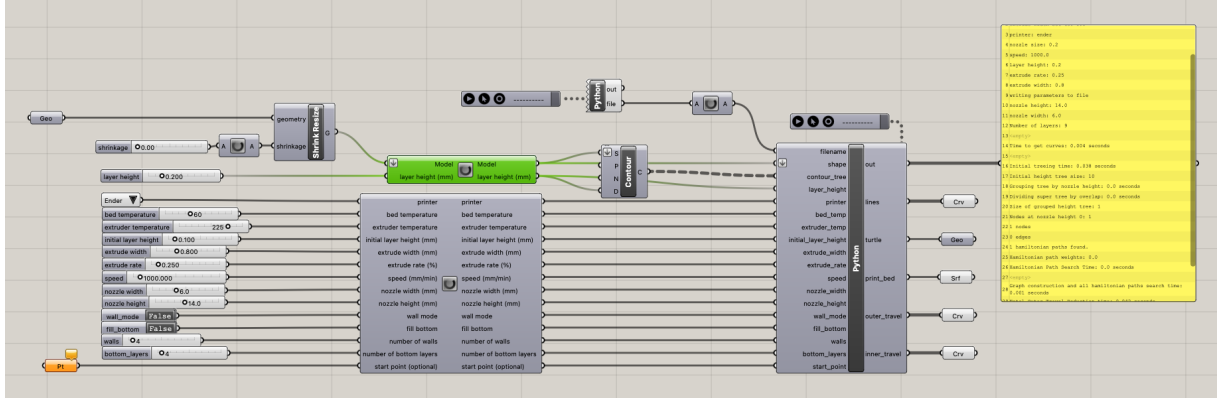 3 printer: ender
4 nozzle size: 0.2
5 speed: 1000.0
6 layer height: 0.2
7 extrude rate: 0.25
8 extrude width: 0.8
9 writing parameters to file
10 nozzle height: 14.0
11 nozzle width: 6.0
12 Number of layers: 9
13 <empty>
14 Time to get curves: 0.004 seconds
15 <empty>
16 Initial treeing time: 0.038 seconds
17 Initial height tree size: 10
18 Grouping tree by nozzle height: 0.0 seconds
19 Dividing super tree by overlap: 0.0 seconds
20 Size of grouped height tree: 1
21 Nodes at nozzle height 0: 1
22 1 nodes
23 0 edges
24 1 hamiltonian paths found.
25 Hamiltonian path weights: 0.0
26 Hamiltonian Path Search Time: 0.0 seconds
27 <empty>
28 Graph construction and all hamiltonian paths search time: 0.001 seconds
Python
out
file
A A
Geo
geometry
shrinkage
Shrink Resize
G
shrinkage 0.00
A A
layer height 0.200
Model Model
layer height (mm) layer height (mm)
S
P
N
D
Contour
C
Ender
bed temperature 60
extruder temperature 225
initial layer height 0.100
extrude width 0.800
extrude rate 0.250
speed 1000.000
nozzle width 6.0
nozzle height 14.0
wall_mode False
fill_bottom False
walls 4
bottom_layers 4
Pt
printer printer
bed temperature bed temperature
extruder temperature extruder temperature
initial layer height (mm) initial layer height (mm)
extrude width (mm) extrude width (mm)
extrude rate (%) extrude rate (%)
speed (mm/min) speed (mm/min)
nozzle width (mm) nozzle width (mm)
nozzle height (mm) nozzle height (mm)
wall mode wall mode
fill bottom fill bottom
number of walls number of walls
number of bottom layers number of bottom layers
start point (optional) start point (optional)
filename
shape
contour_tree
layer_height
printer
bed_temp
extruder_temp
initial_layer_height
extrude_width
extrude_rate
speed
nozzle_width
nozzle_height
wall_mode
fill_bottom
walls
bottom_layers
start_point
Python
out
lines
turtle
print_bed
outer_travel
inner_travel
Crv
Geo
Srf
Crv
Crv